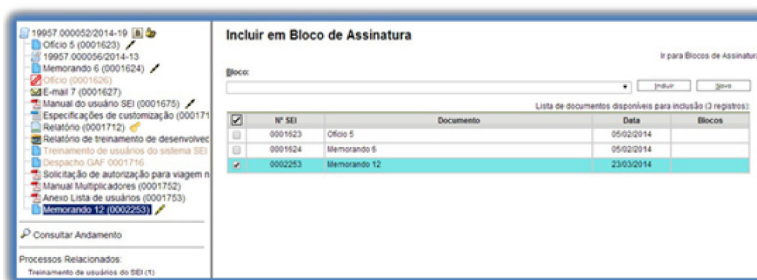 19957.000052/2014-19
Ofício 5 (0001623)
19957.000056/2014-13
Memorando 6 (0001624)
Ofício (0001626)
E-mail 7 (0001627)
Manual do usuário SEI (0001675)
Especificações de customização (000171
Relatório (0001712)
Relatório de treinamento de desenvolvec
Treinamento de usuários do sistema SEI
Despacho GAF 0001716
Solicitação de autorização para viagem n
Manual Multiplicadores (0001752)
Anexo Lista de usuários (0001753)
Memorando 12 (0002253)
Consultar Andamento
Processos Relacionados:
Treinamento de usuários do SEI (1)
Incluir em Bloco de Assinatura
Ir para Blocos de Assinatur
Bloco:
Incluir Novo
Lista de documentos disponíveis para inclusão (3 registros):
Nº SEI Documento Data Blocos
0001623 Ofício 5 05/02/2014
0001624 Memorando 6 05/02/2014
0002253 Memorando 12 23/03/2014